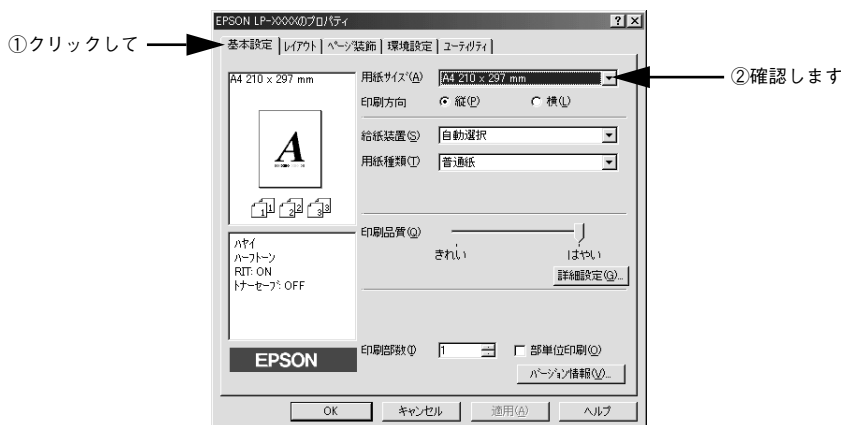 EPSON LP-XXXXのプロパティ
①クリックして
基本設定 レイアウト ページ装飾 環境設定 ユーティリティ
A4 210 x 297 mm
用紙サイズ(A) A4 210 x 297 mm
②確認します
印刷方向 縦(P) 横(L)
A
給紙装置(S) 自動選択
用紙種類(T) 普通紙
1 1 2 2 3 3
印刷品質(Q)
きれい はやい
ハヤイ
ハーフトーン
RIT: ON
トナーセーブ: OFF
詳細設定(G)...
EPSON
印刷部数(I) 1 部単位印刷(O)
バージョン情報(V)...
OK キャンセル 適用(A) ヘルプ